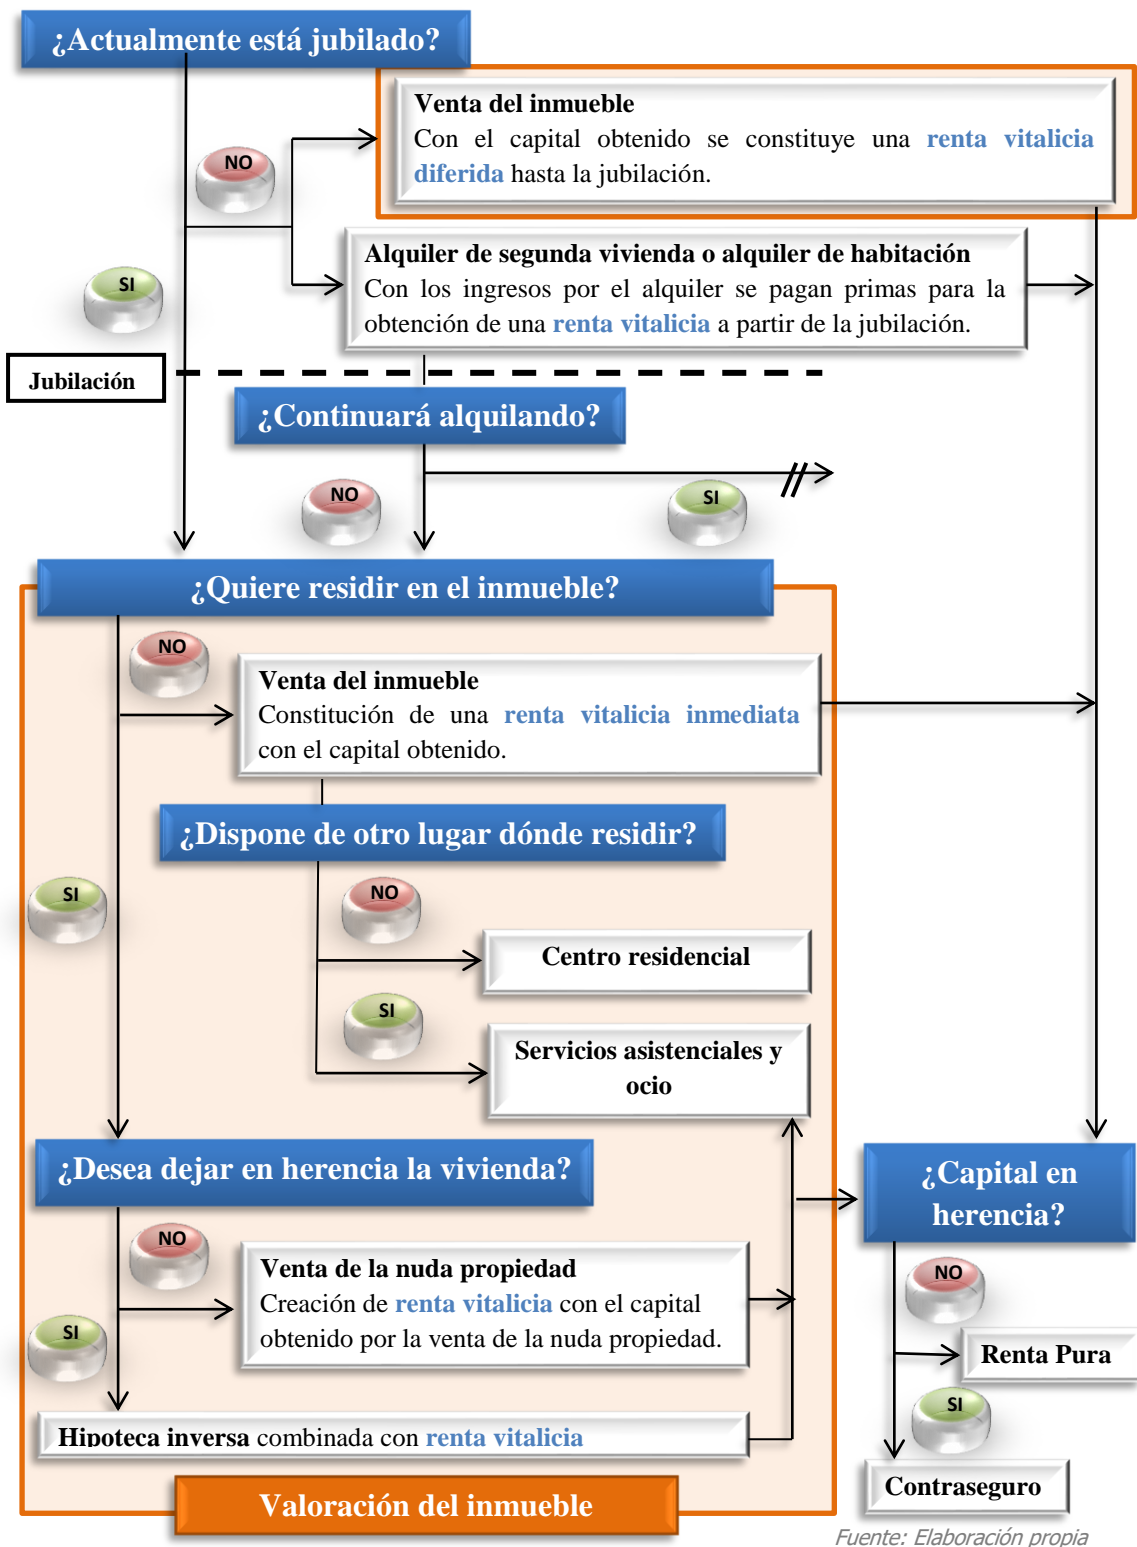 ¿Actualmente está jubilado?
Venta del inmueble
Con el capital obtenido se constituye una renta vitalicia
diferida hasta la jubilación.
NO
Alquiler de segunda vivienda o alquiler de habitación
Con los ingresos por el alquiler se pagan primas para la
obtención de una renta vitalicia a partir de la jubilación.
SI
Jubilación
¿Continuará alquilando?
NO
SI
¿Quiere residir en el inmueble?
NO
Venta del inmueble
Constitución de una renta vitalicia inmediata
con el capital obtenido.
¿Dispone de otro lugar dónde residir?
SI
NO
Centro residencial
SI
Servicios asistenciales y
ocio
¿Desea dejar en herencia la vivienda?
¿Capital en
herencia?
NO
Venta de la nuda propiedad
Creación de renta vitalicia con el capital
obtenido por la venta de la nuda propiedad.
NO
SI
Renta Pura
SI
Hipoteca inversa combinada con renta vitalicia
Contraseguro
Valoración del inmueble
Fuente: Elaboración propia